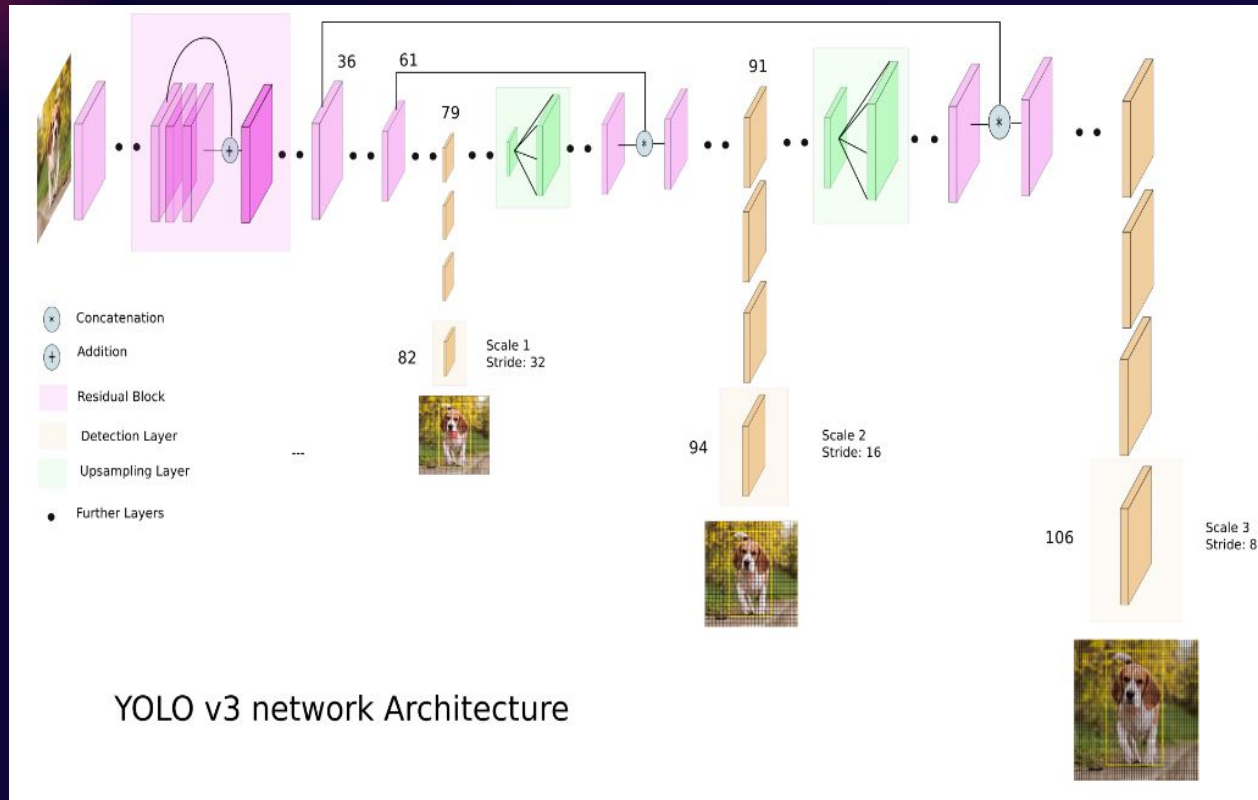 36
61
79
91
*
+
*
* Concatenation
+ Addition
Residual Block
Detection Layer
Upsampling Layer
Further Layers
---
82
Scale 1
Stride: 32
94
Scale 2
Stride: 16
106
Scale 3
Stride: 8
YOLO v3 network Architecture